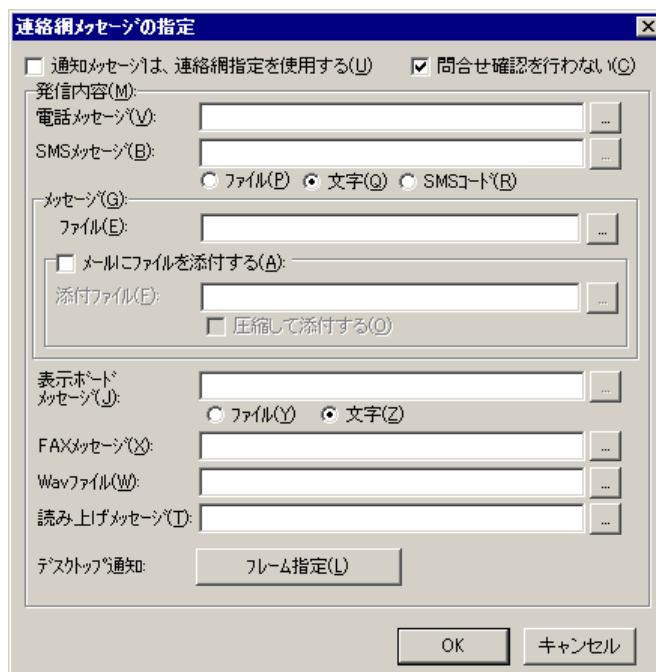 連絡網ﾒｯｾｰｼﾞの指定
通知ﾒｯｾｰｼﾞは、連絡網指定を使用する(U) 問合せ確認を行わない(C)
発信内容(M):
電話ﾒｯｾｰｼﾞ(V): ...
SMSﾒｯｾｰｼﾞ(B): ...
ﾌｧｲﾙ(P) 文字(Q) SMSｺｰﾄﾞ(R)
ﾒｯｾｰｼﾞ(G):
ﾌｧｲﾙ(E): ...
ﾒｰﾙにﾌｧｲﾙを添付する(A):
添付ﾌｧｲﾙ(F): ...
圧縮して添付する(O)
表示ﾎﾞｰﾄﾞ
ﾒｯｾｰｼﾞ(J): ...
ﾌｧｲﾙ(Y) 文字(Z)
FAXﾒｯｾｰｼﾞ(X): ...
Wavﾌｧｲﾙ(W): ...
読み上げﾒｯｾｰｼﾞ(T): ...
ﾃﾞｽｸﾄｯﾌﾟ通知: ﾌﾚｰﾑ指定(L)
OK キャンセル